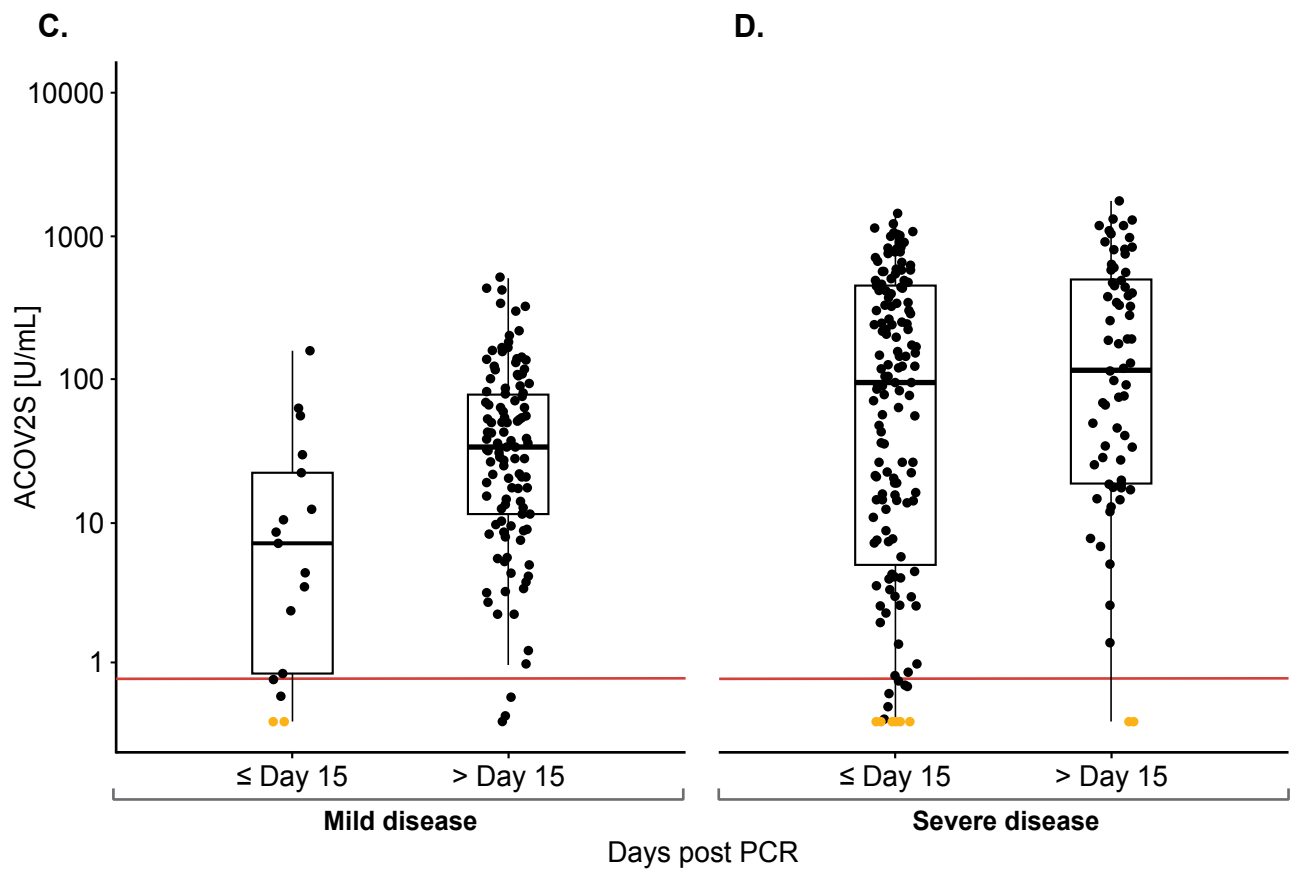 C.
D.
ACOV2S [U/mL]
10000
1000
100
10
1
≤ Day 15
> Day 15
≤ Day 15
> Day 15
Mild disease
Severe disease
Days post PCR